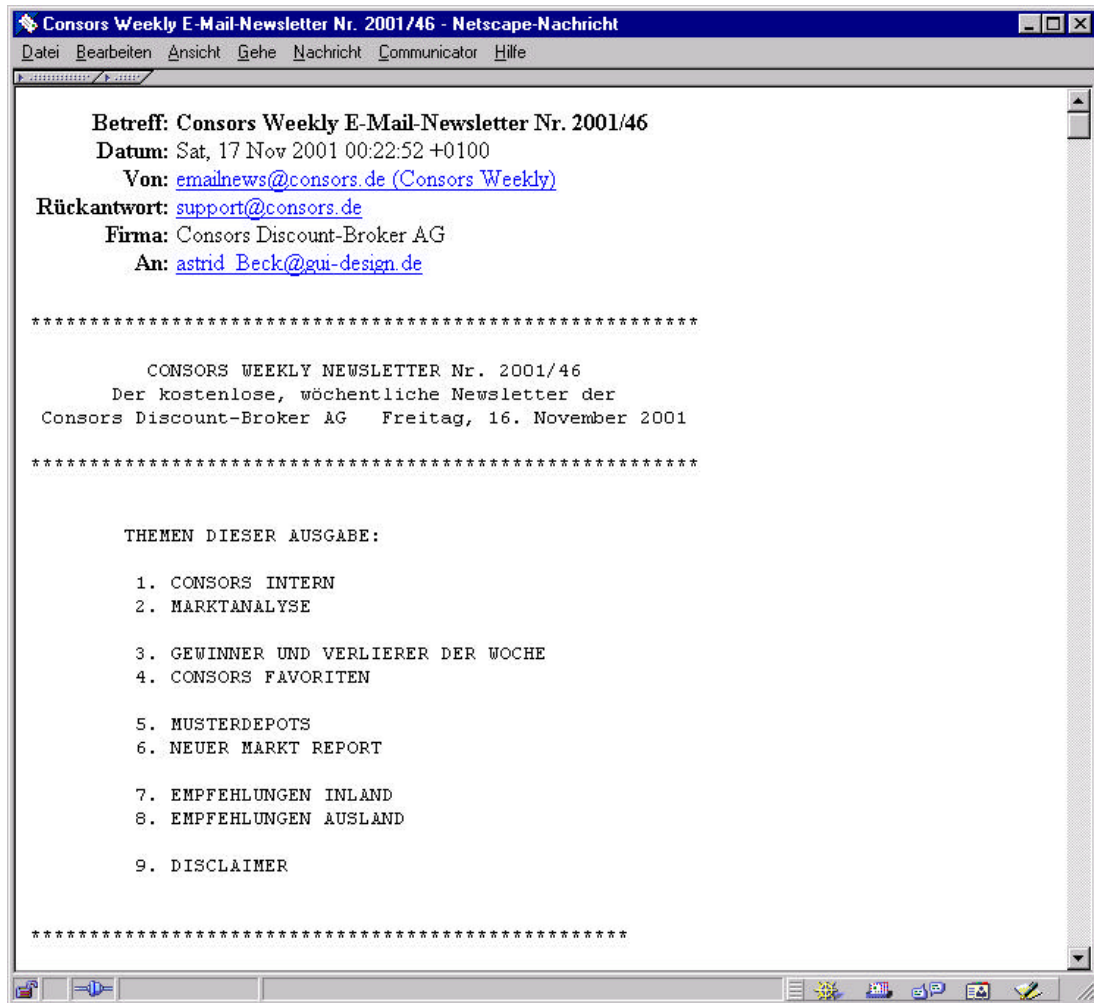 Consors Weekly E-Mail-Newsletter Nr. 2001/46 - Netscape-Nachricht
Datei Bearbeiten Ansicht Gehe Nachricht Communicator Hilfe
Betreff: Consors Weekly E-Mail-Newsletter Nr. 2001/46
Datum: Sat, 17 Nov 2001 00:22:52 +0100
Von: emailnews@consors.de (Consors Weekly)
Rückantwort: support@consors.de
Firma: Consors Discount-Broker AG
An: astrid_Beck@gui-design.de
*********************************************************
CONSORS WEEKLY NEWSLETTER Nr. 2001/46
Der kostenlose, wöchentliche Newsletter der
Consors Discount-Broker AG Freitag, 16. November 2001
*********************************************************
THEMEN DIESER AUSGABE:
1. CONSORS INTERN
2. MARKTANALYSE
3. GEWINNER UND VERLIERER DER WOCHE
4. CONSORS FAVORITEN
5. MUSTERDEPOTS
6. NEUER MARKT REPORT
7. EMPFEHLUNGEN INLAND
8. EMPFEHLUNGEN AUSLAND
9. DISCLAIMER
***************************************************